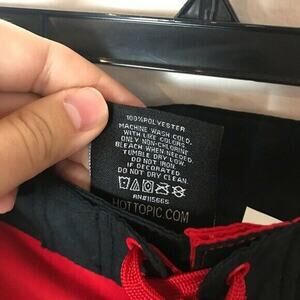 100%POLYESTER
MACHINE WASH COLD.
WITH LIKE COLORS.
ONLY NON-CHLORINE
BLEACH WHEN NEEDED.
TUMBLE DRY LOW.
DO NOT IRON
IF DECORATED
DO NOT DRY CLEAN.
RN#115665
HOTTOPIC.COM